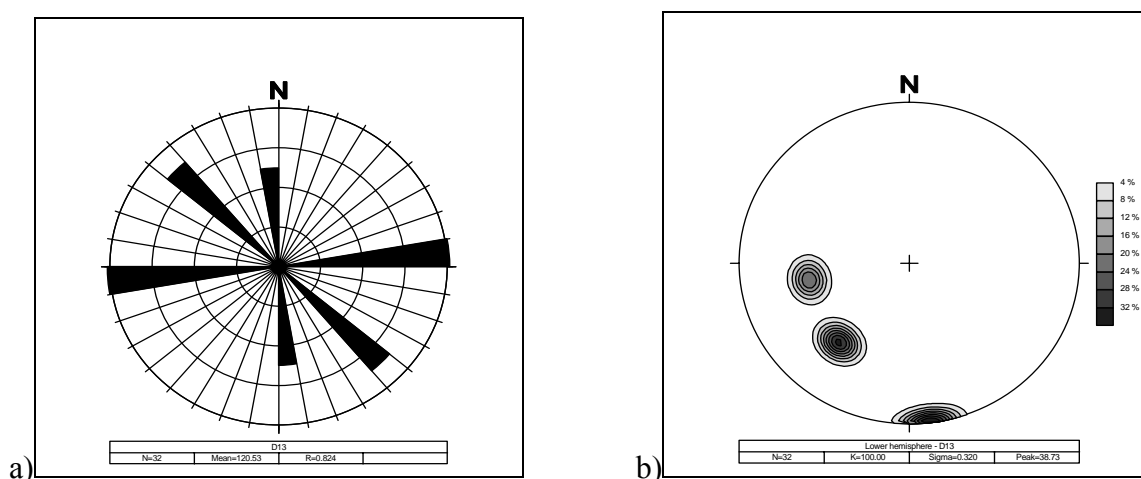 N
D13
N=32 Mean=120.53 R=0.824
a)
N
4 %
8 %
12 %
16 %
20 %
24 %
28 %
32 %
Lower hemisphere - D13
N=32 K=100.00 Sigma=0.320 Peak=38.73
b)